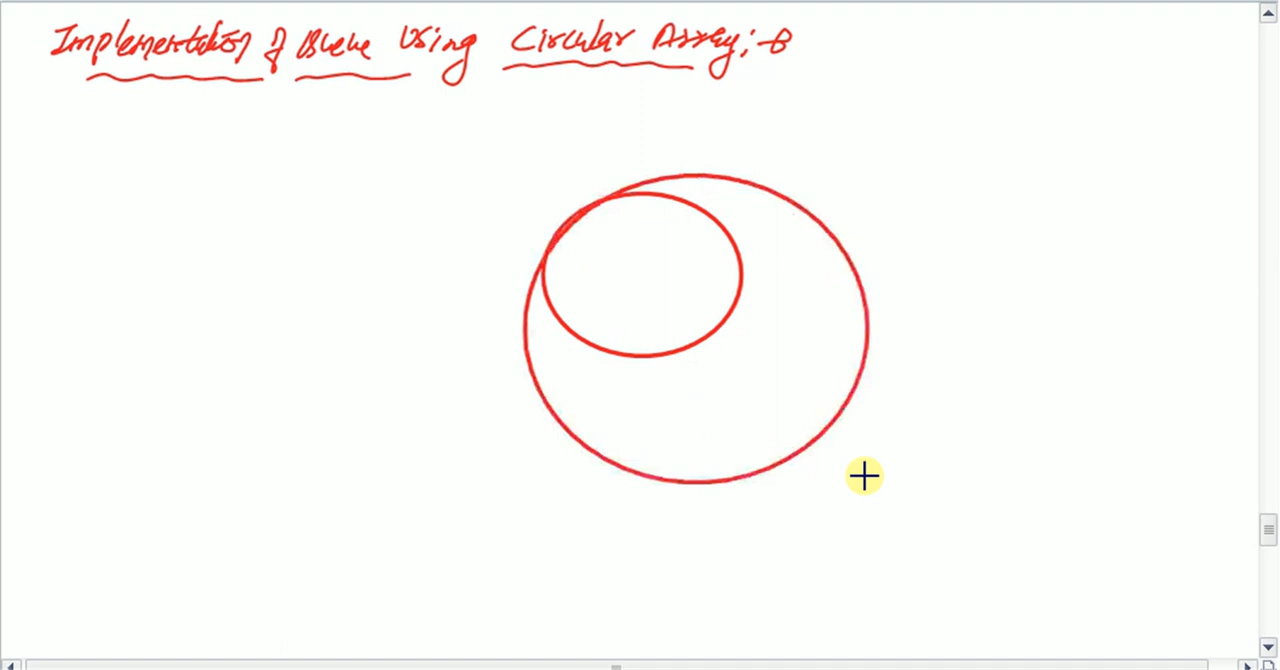 Implementation of Queue Using Circular Array:-